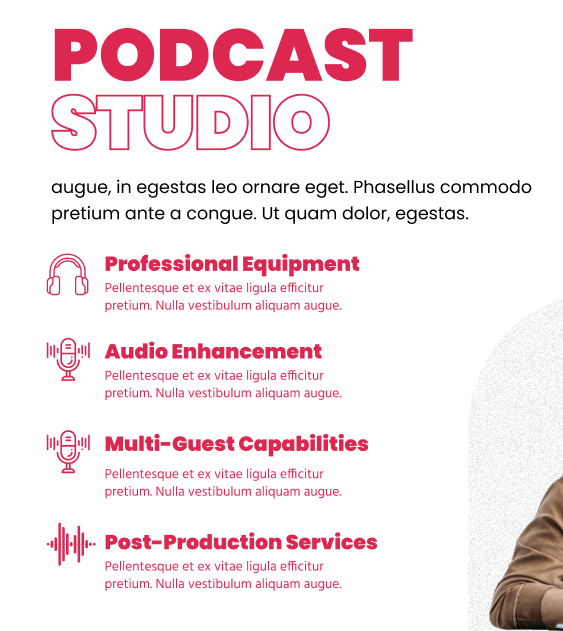 PODCAST
STUDIO
augue, in egestas leo ornare eget. Phasellus commodo
pretium ante a congue. Ut quam dolor, egestas.
Professional Equipment
Pellentesque et ex vitae ligula efficitur
pretium. Nulla vestibulum aliquam augue.
Audio Enhancement
Pellentesque et ex vitae ligula efficitur
pretium. Nulla vestibulum aliquam augue.
Multi-Guest Capabilities
Pellentesque et ex vitae ligula efficitur
pretium. Nulla vestibulum aliquam augue.
Post-Production Services
Pellentesque et ex vitae ligula efficitur
pretium. Nulla vestibulum aliquam augue.